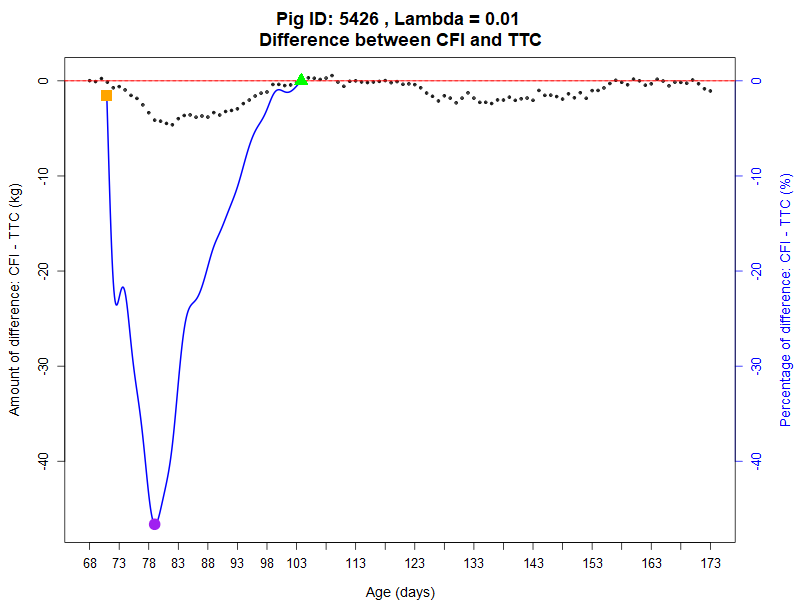 Pig ID: 5426 , Lambda = 0.01
Difference between CFI and TTC
Amount of difference: CFI - TTC (kg)
0
-10
-20
-30
-40
0
-10
-20
-30
-40
Percentage of difference: CFI - TTC (%)
68 73 78 83 88 93 98 103 113 123 133 143 153 163 173
Age (days)